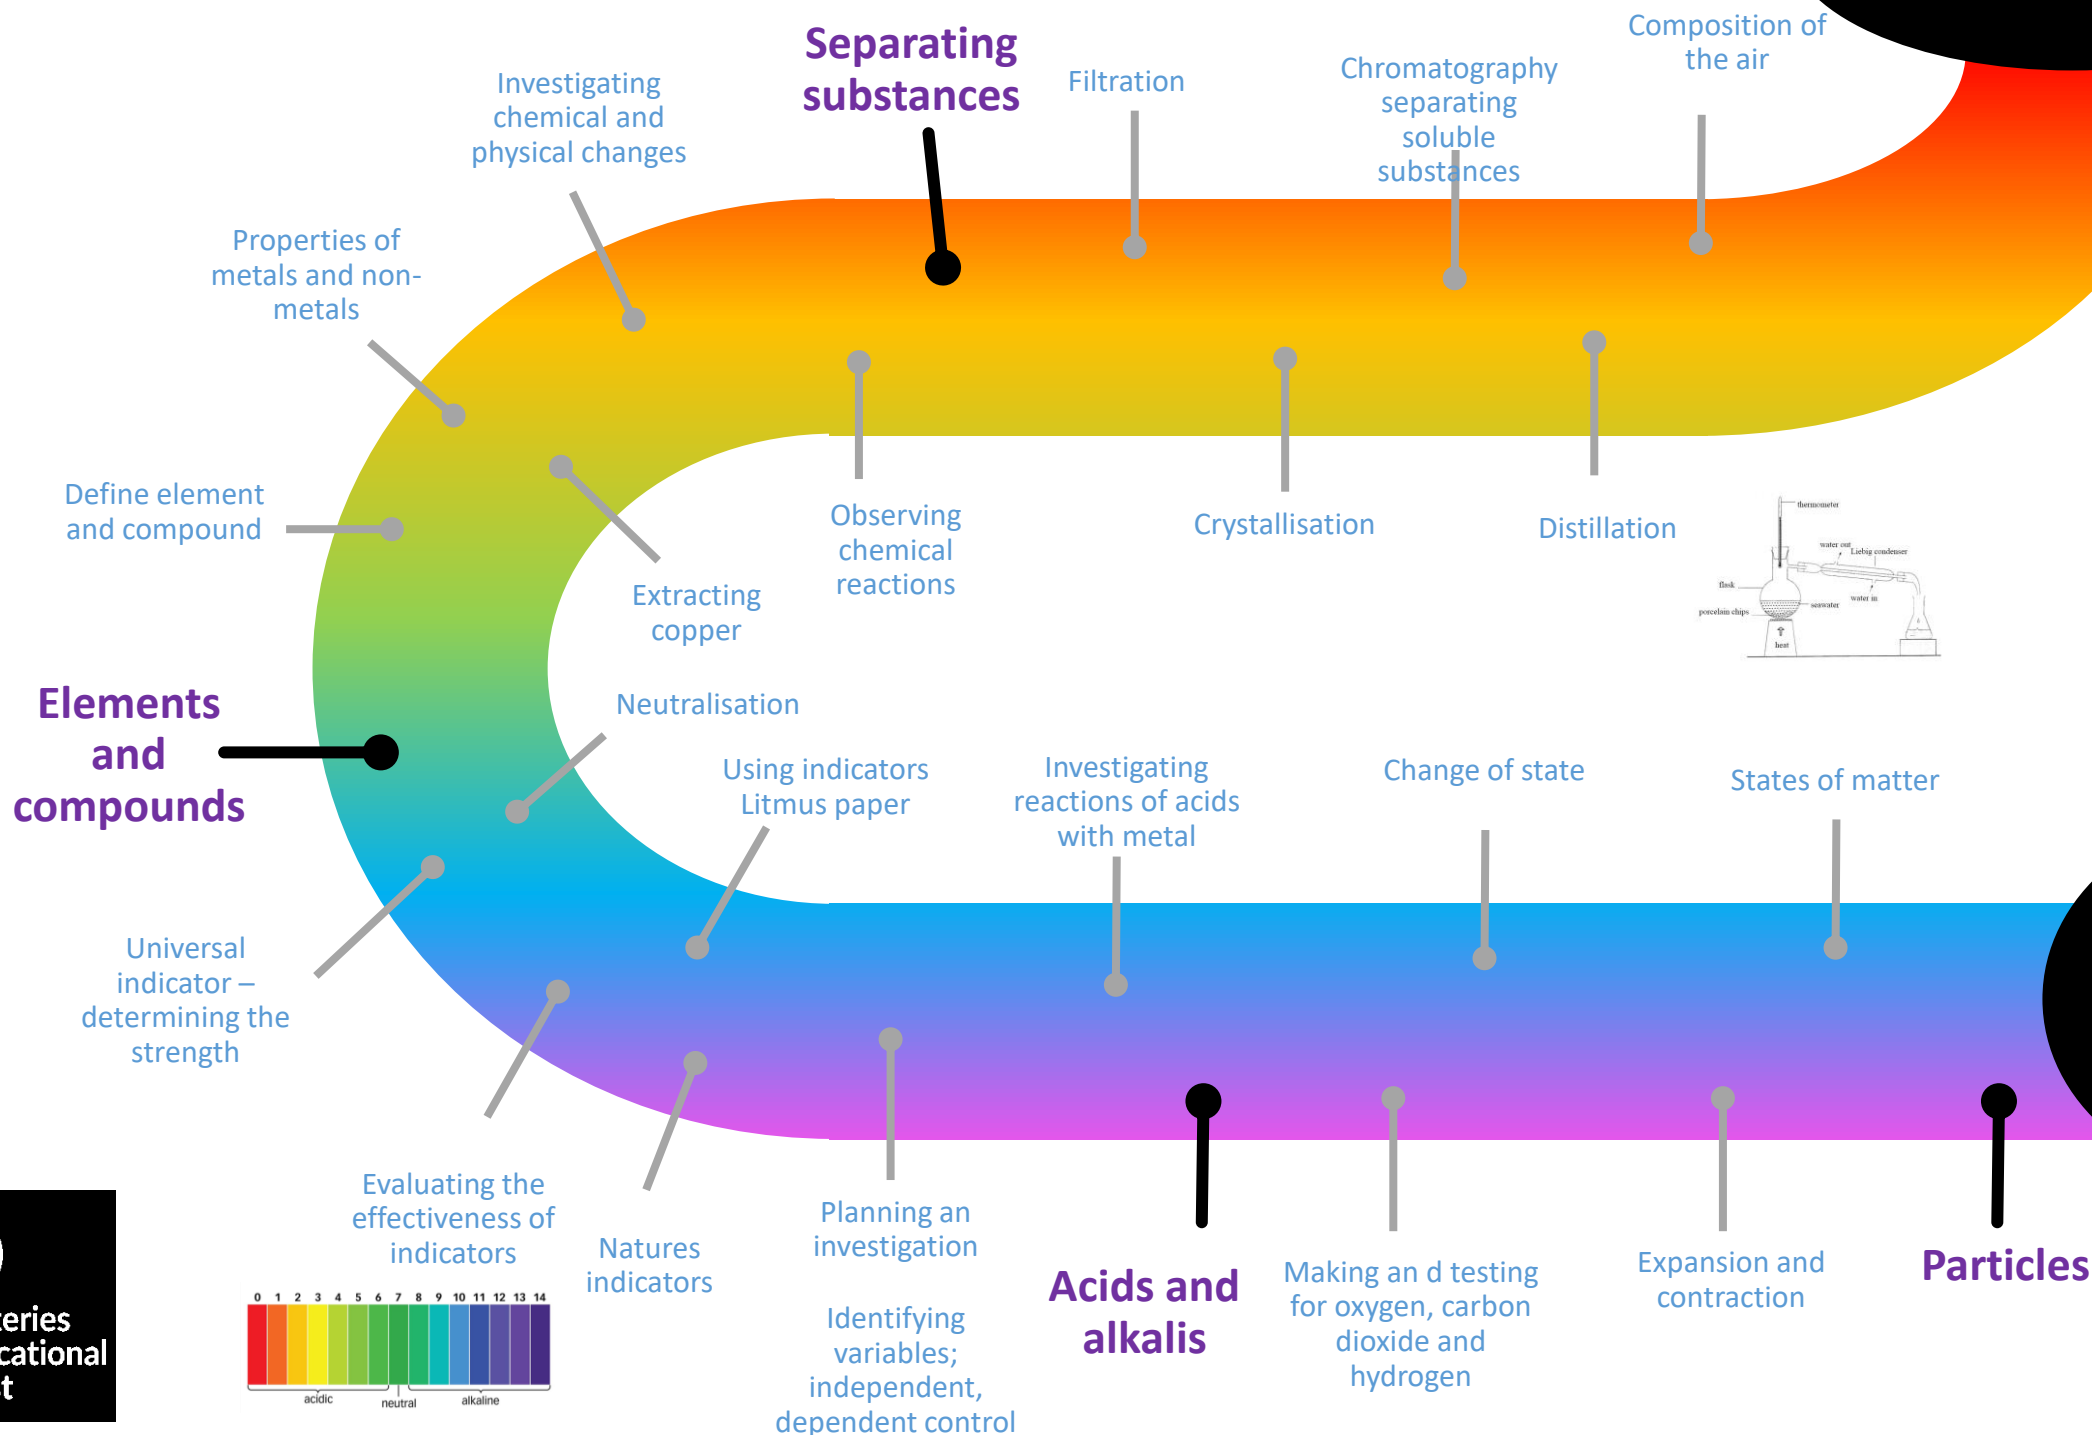 Separating
substances
Filtration
Chromatography
separating
soluble
substances
Composition of
the air
Investigating
chemical and
physical changes
Properties of
metals and non-
metals
Define element
and compound
Extracting
copper
Observing
chemical
reactions
Crystallisation
Distillation
thermometer
water out
Liebig condenser
flask
seawater
water in
porcelain chips
heat
Elements
and
compounds
Neutralisation
Using indicators
Litmus paper
Investigating
reactions of acids
with metal
Change of state
States of matter
Universal
indicator –
determining the
strength
Evaluating the
effectiveness of
indicators
Natures
indicators
Planning an
investigation
Identifying
variables;
independent,
dependent control
Acids and
alkalis
Making an d testing
for oxygen, carbon
dioxide and
hydrogen
Expansion and
contraction
Particles
0 1 2 3 4 5 6 7 8 9 10 11 12 13 14
acidic
neutral
alkaline